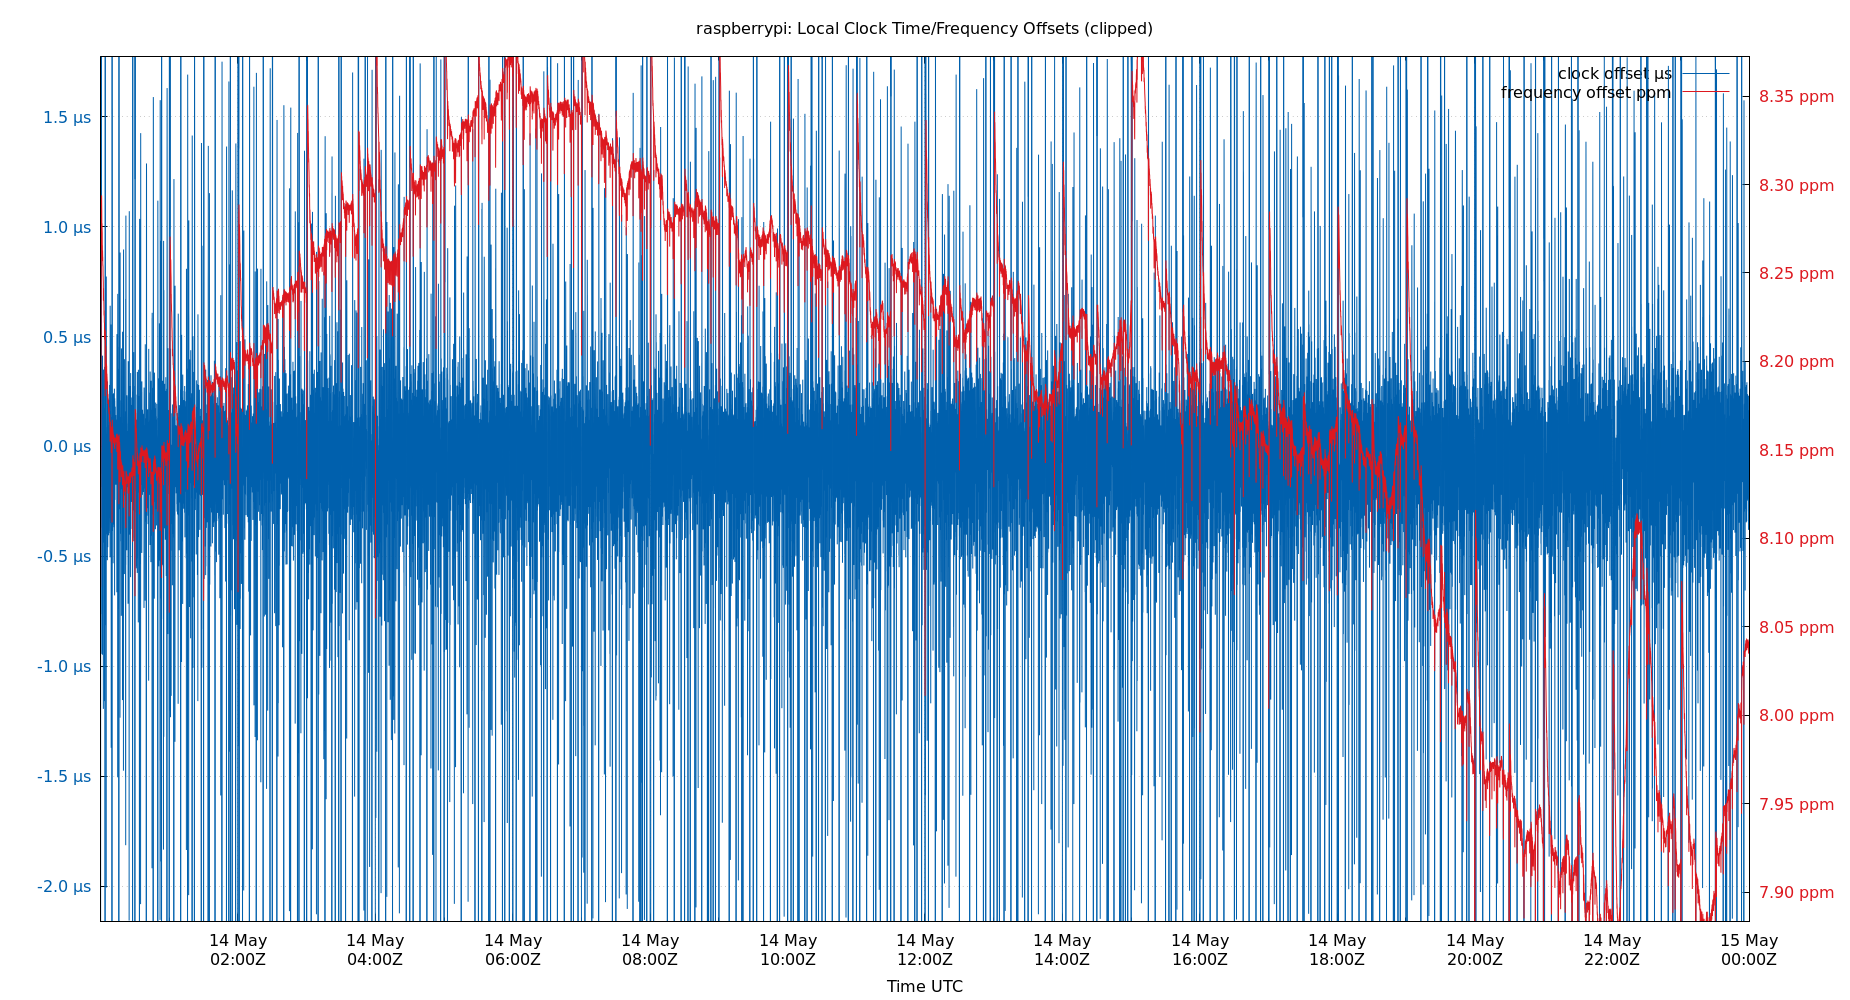 raspberrypi: Local Clock Time/Frequency Offsets (clipped)
clock offset µs
frequency offset ppm
1.5 µs
1.0 µs
0.5 µs
0.0 µs
-0.5 µs
-1.0 µs
-1.5 µs
-2.0 µs
8.35 ppm
8.30 ppm
8.25 ppm
8.20 ppm
8.15 ppm
8.10 ppm
8.05 ppm
8.00 ppm
7.95 ppm
7.90 ppm
14 May 14 May 14 May 14 May 14 May 14 May 14 May 14 May 14 May 14 May 14 May 15 May
02:00Z 04:00Z 06:00Z 08:00Z 10:00Z 12:00Z 14:00Z 16:00Z 18:00Z 20:00Z 22:00Z 00:00Z
Time UTC